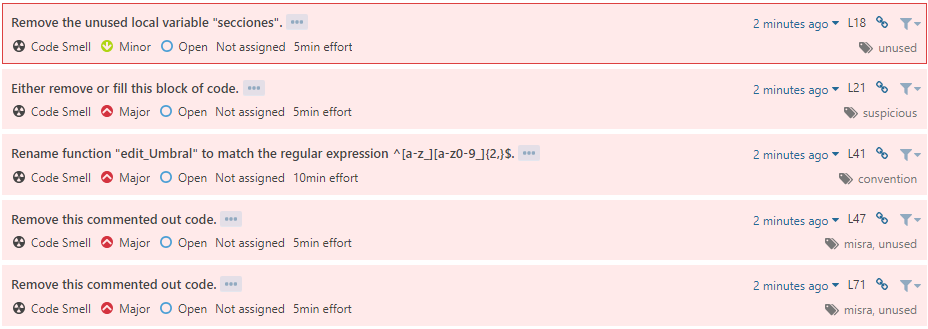 Remove the unused local variable "secciones". ••• 2 minutes ago L18
Code Smell Minor Open Not assigned 5min effort unused
Either remove or fill this block of code. ••• 2 minutes ago L21
Code Smell Major Open Not assigned 5min effort suspicious
Rename function "edit_Umbral" to match the regular expression ^[a-z_][a-z0-9_]{2,}$. ••• 2 minutes ago L41
Code Smell Major Open Not assigned 10min effort convention
Remove this commented out code. ••• 2 minutes ago L47
Code Smell Major Open Not assigned 5min effort misra, unused
Remove this commented out code. ••• 2 minutes ago L71
Code Smell Major Open Not assigned 5min effort misra, unused